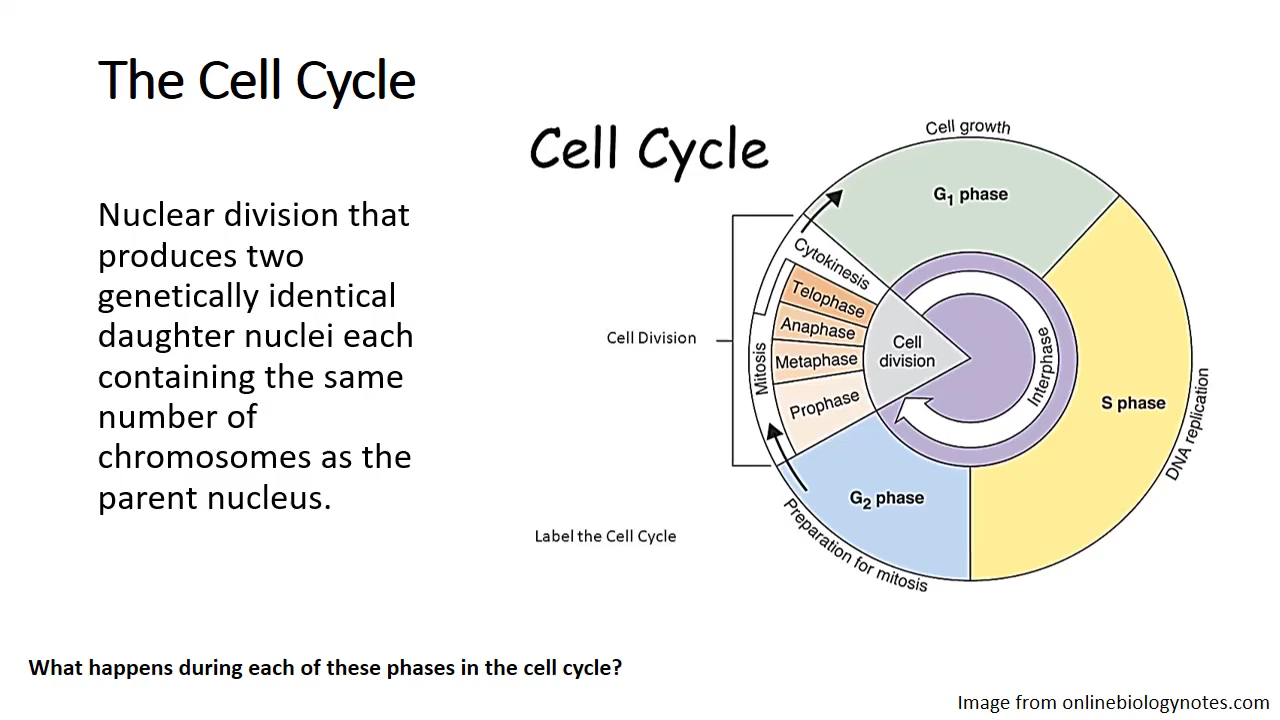 The Cell Cycle
Nuclear division that
produces two
genetically identical
daughter nuclei each
containing the same
number of
chromosomes as the
parent nucleus.
Cell Cycle
Cell growth
G1 phase
Cytokinesis
Telophase
Anaphase
Metaphase
Prophase
Mitosis
Cell Division
Cell
division
Interphase
S phase
DNA replication
G2 phase
Preparation for mitosis
Label the Cell Cycle
What happens during each of these phases in the cell cycle?
Image from onlinebiologynotes.com